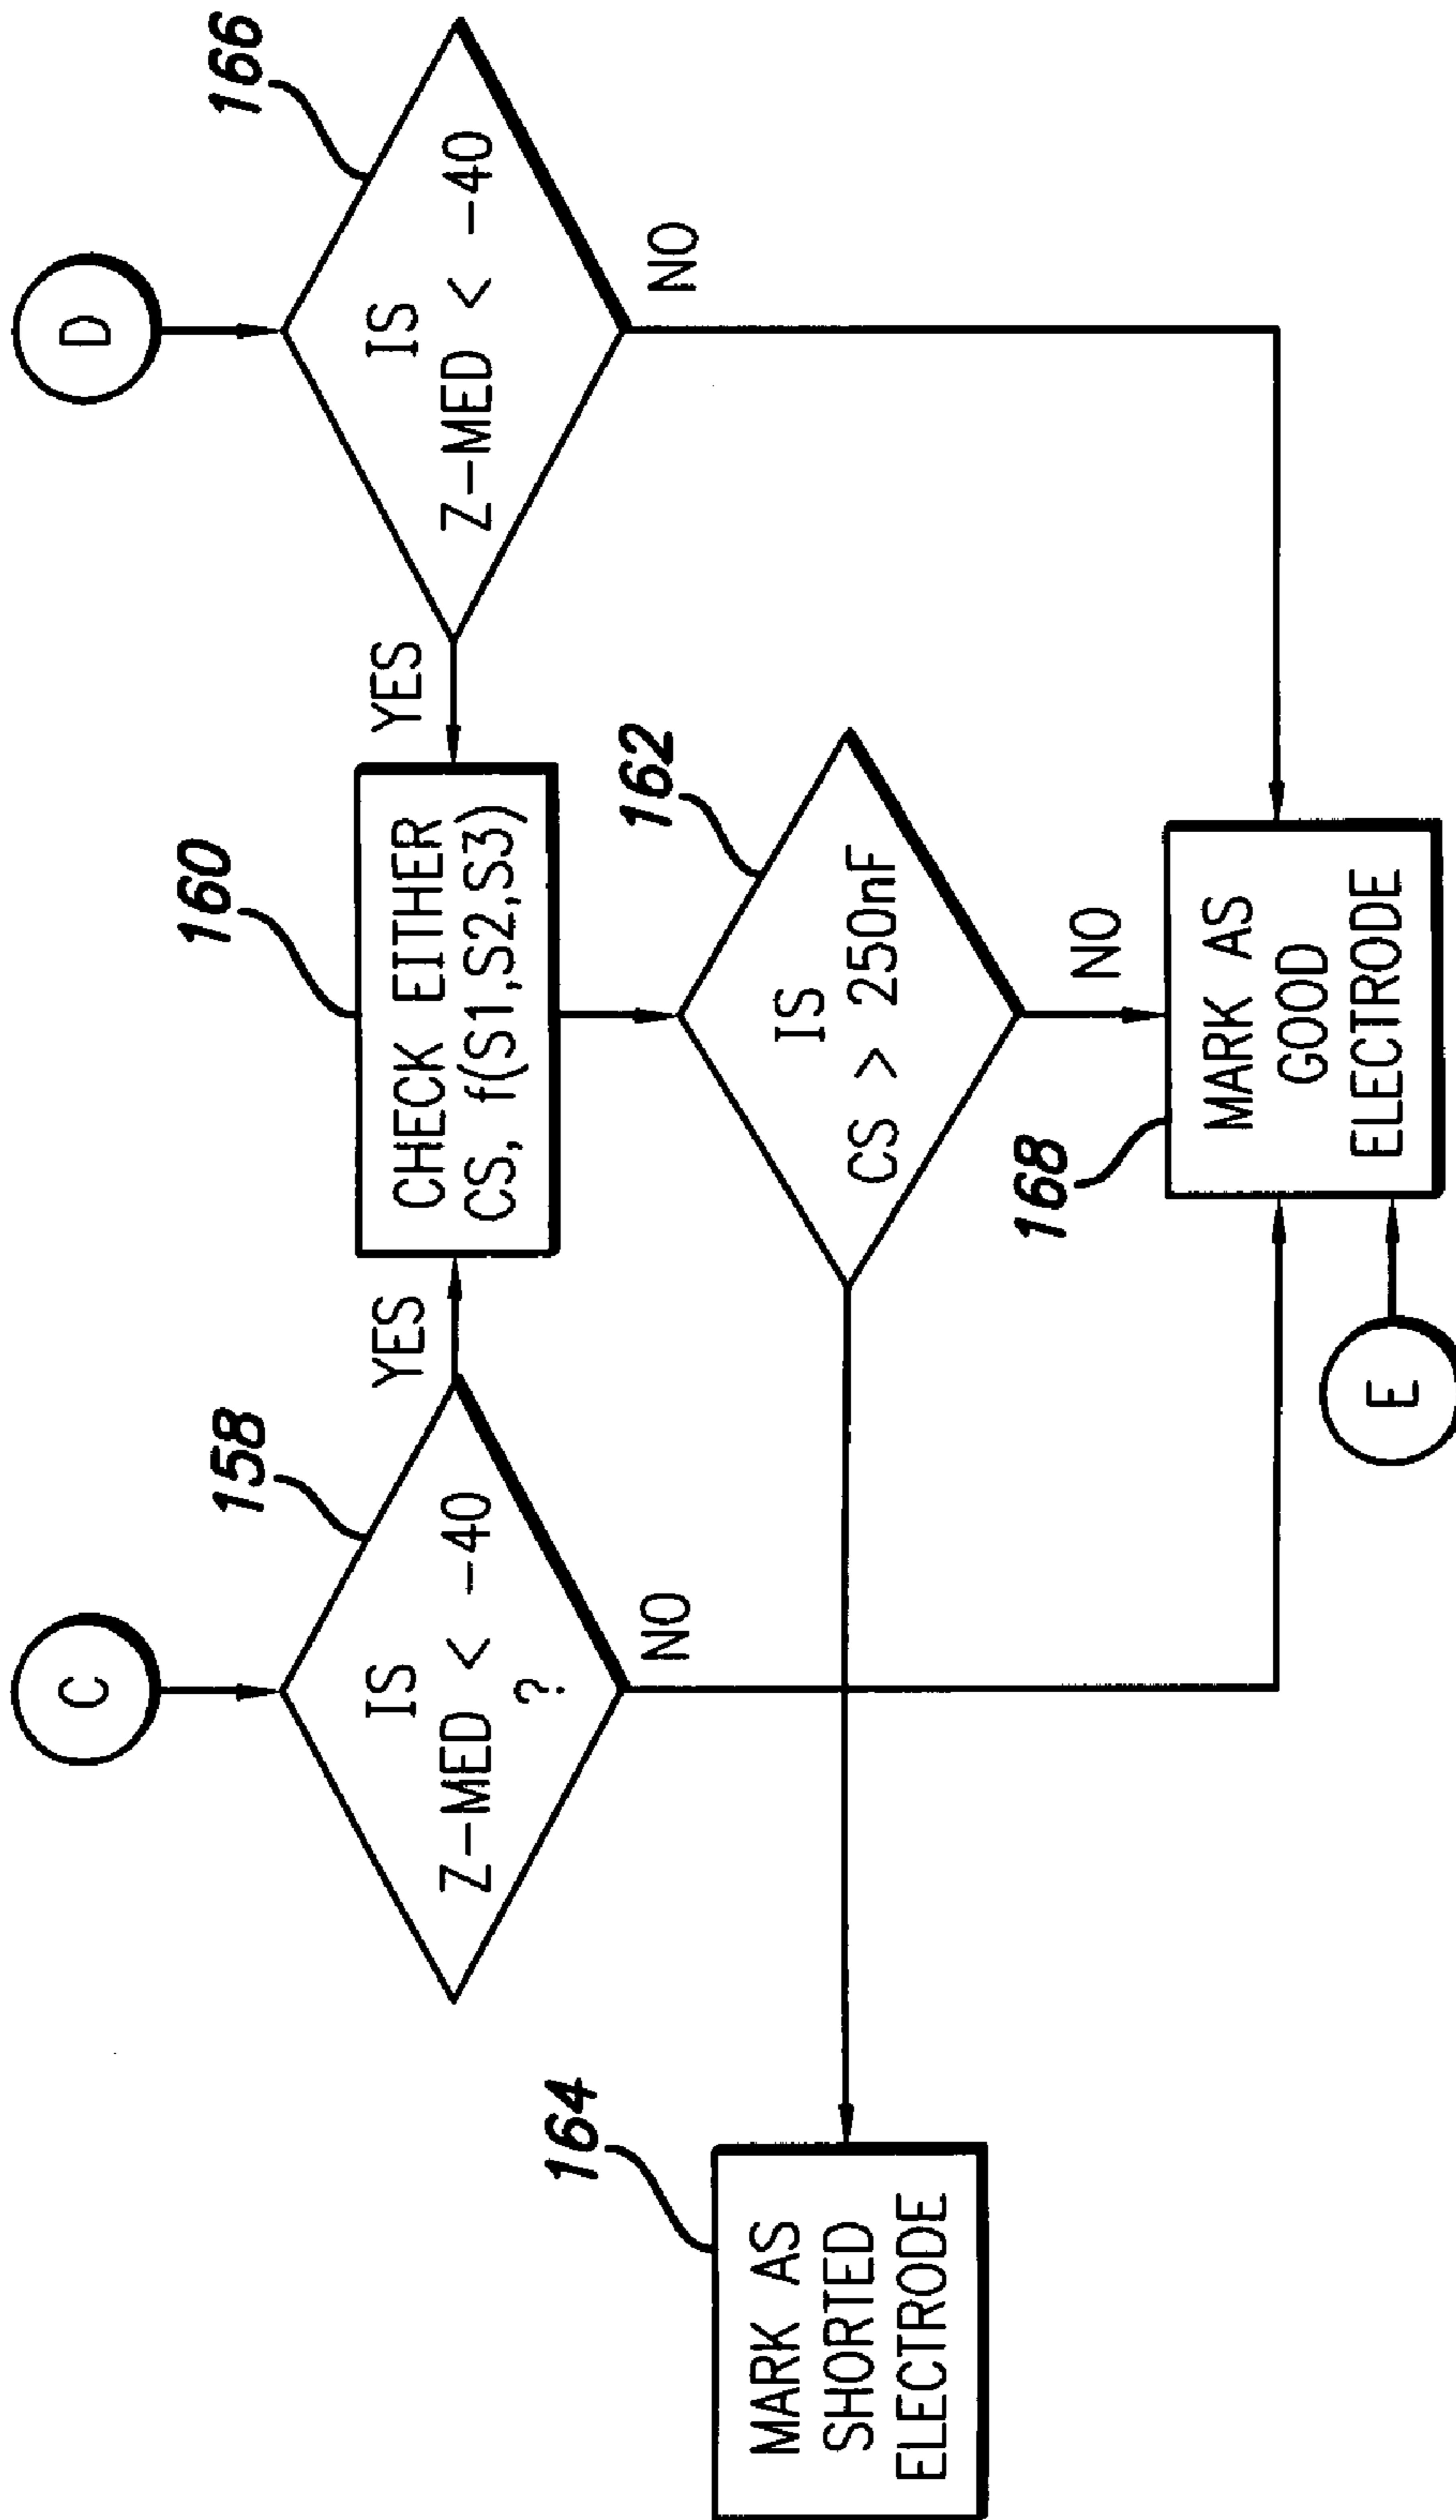 C
158
IS
Z-MED < -40
?
YES
NO
160
CHECK EITHER
CS, f(S1,S2,S3)
D
166
IS
Z-MED < -40
YES
NO
162
IS
CS > 250nF
NO
164
MARK AS
SHORTED
ELECTRODE
168
MARK AS
GOOD
ELECTRODE
E